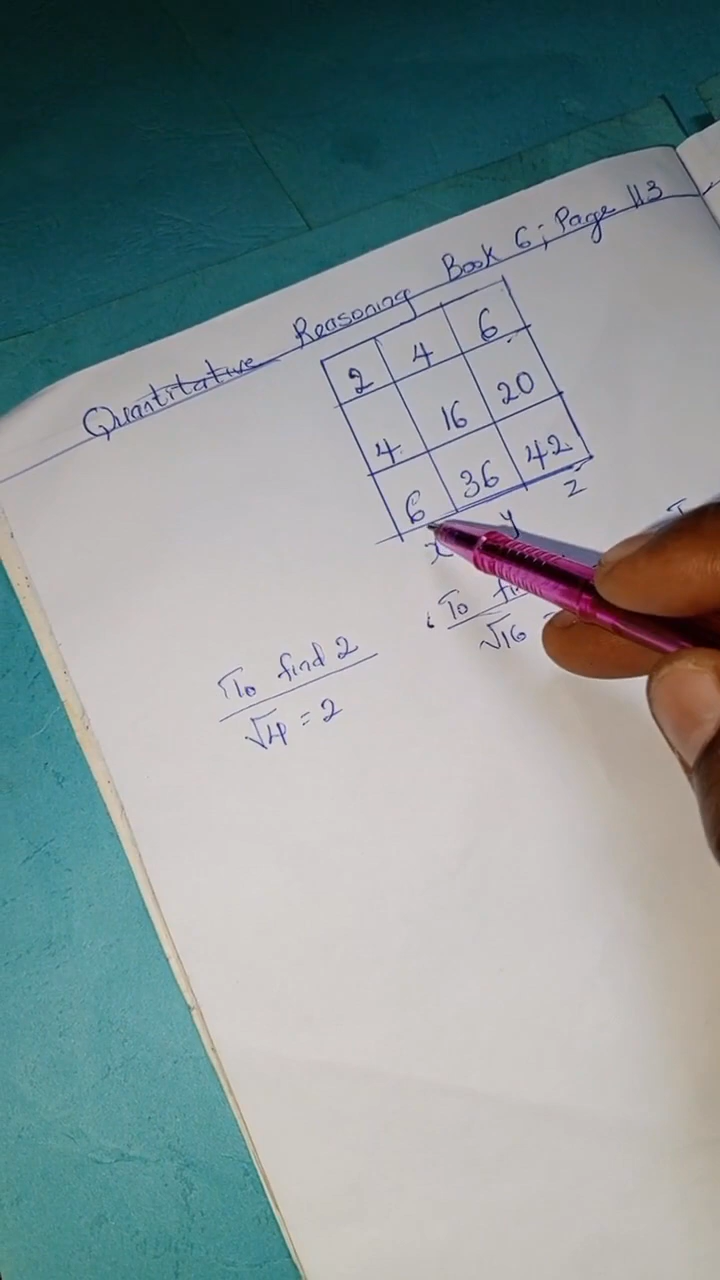 Quantitative Reasoning Book 6; Page 113
2 4 6
4 16 20
6 36 42
x y z
To find 2
√4 = 2
To
√16 =